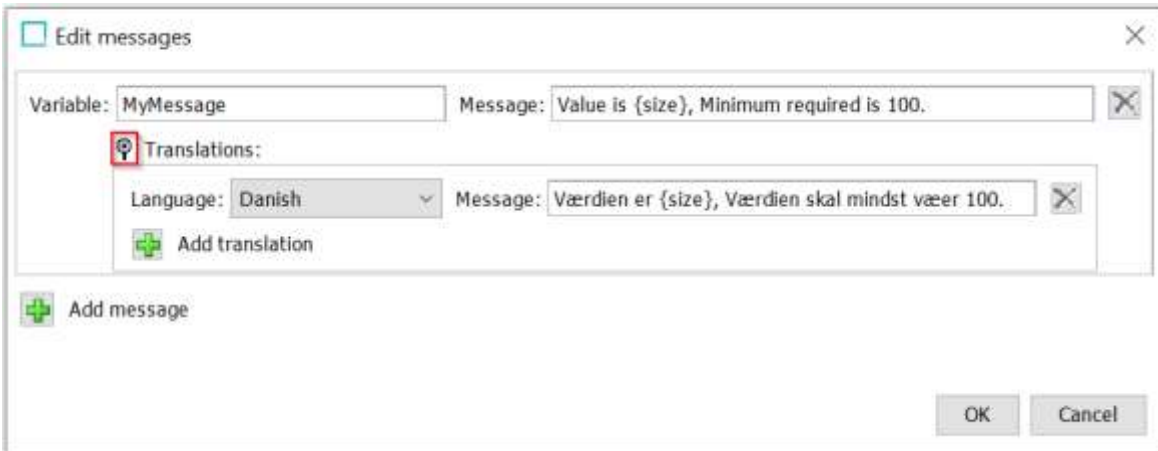 Edit messages
Variable: MyMessage Message: Value is {size}, Minimum required is 100.
Translations:
Language: Danish Message: Værdien er {size}, Værdien skal mindst væer 100.
Add translation
Add message
OK Cancel